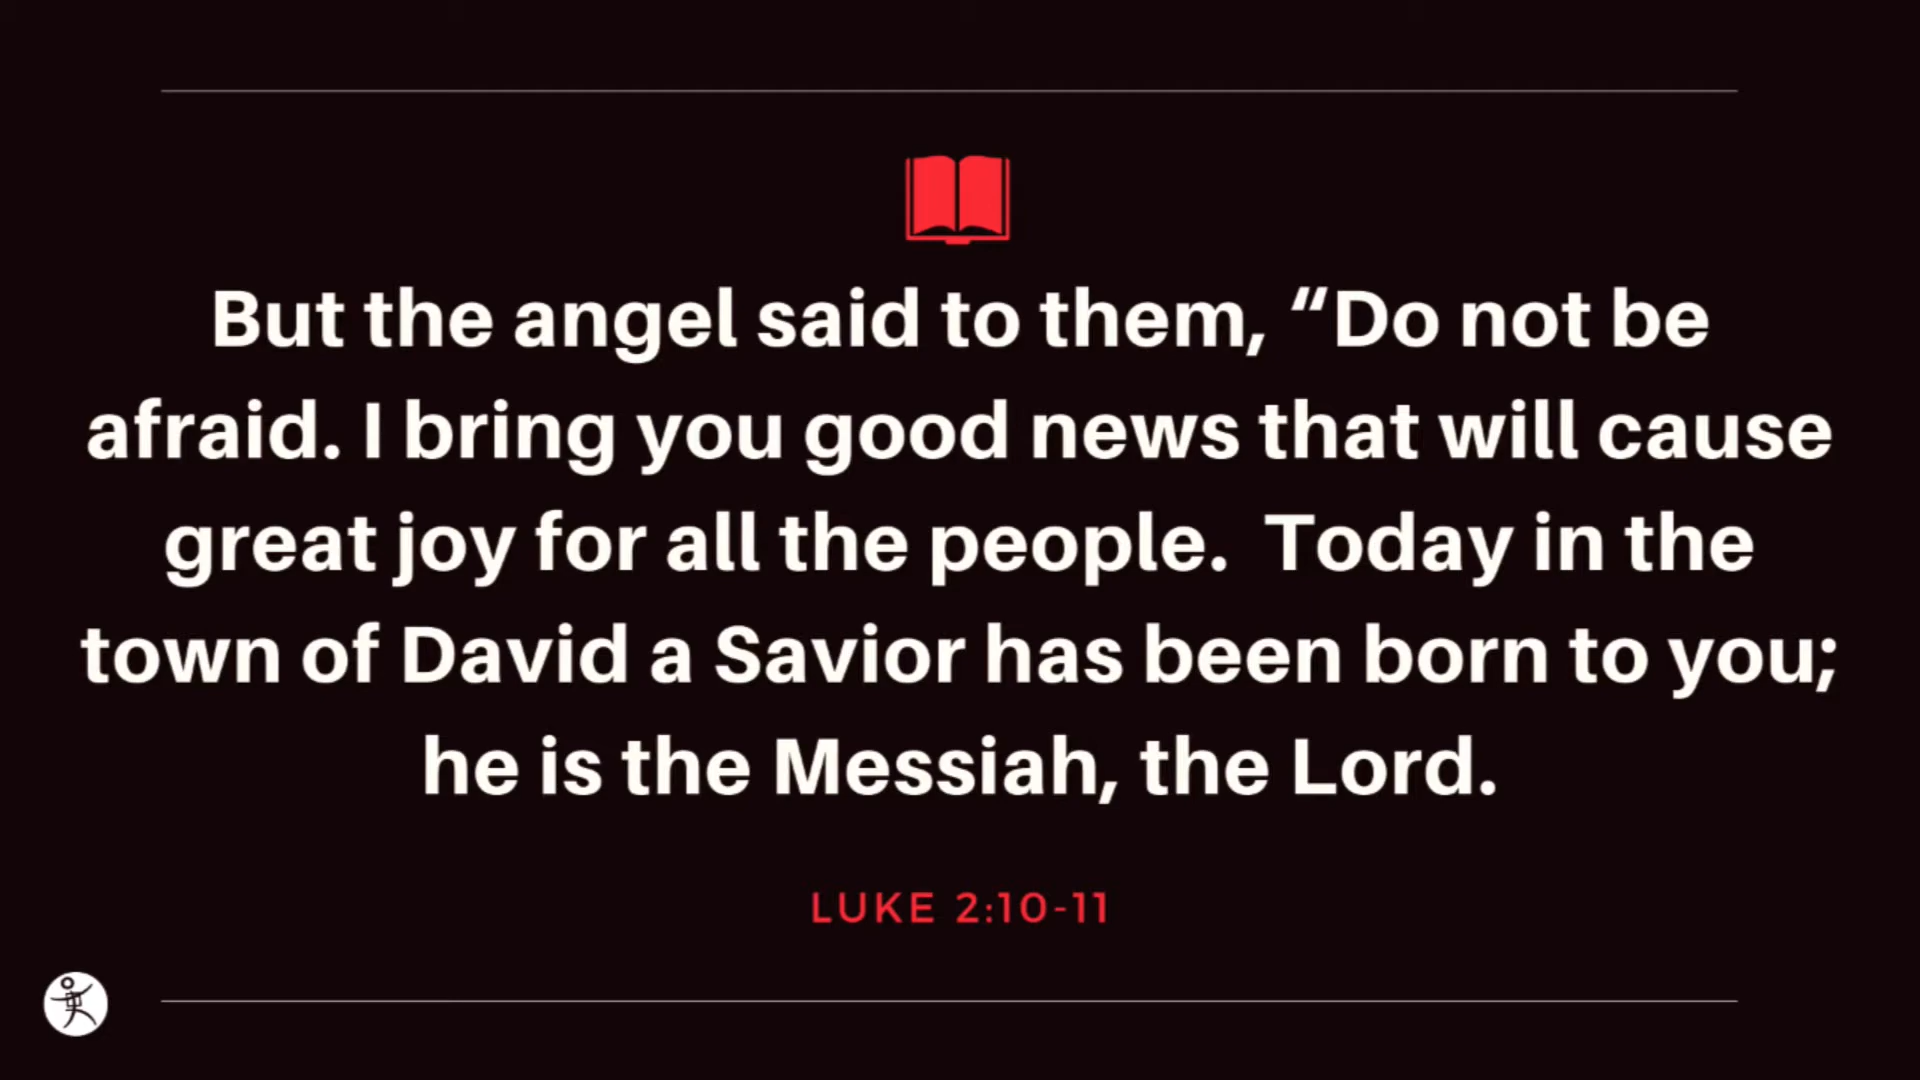 But the angel said to them, “Do not be
afraid. I bring you good news that will cause
great joy for all the people.  Today in the
town of David a Savior has been born to you;
he is the Messiah, the Lord.
LUKE 2:10-11